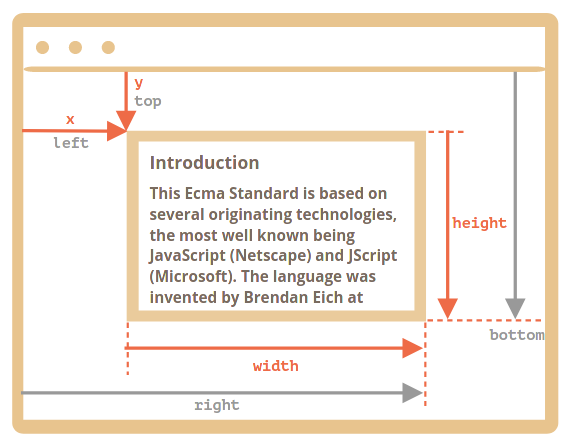 y
top
x
left
Introduction
This Ecma Standard is based on
several originating technologies,
the most well known being
JavaScript (Netscape) and JScript
(Microsoft). The language was
invented by Brendan Eich at
height
bottom
width
right